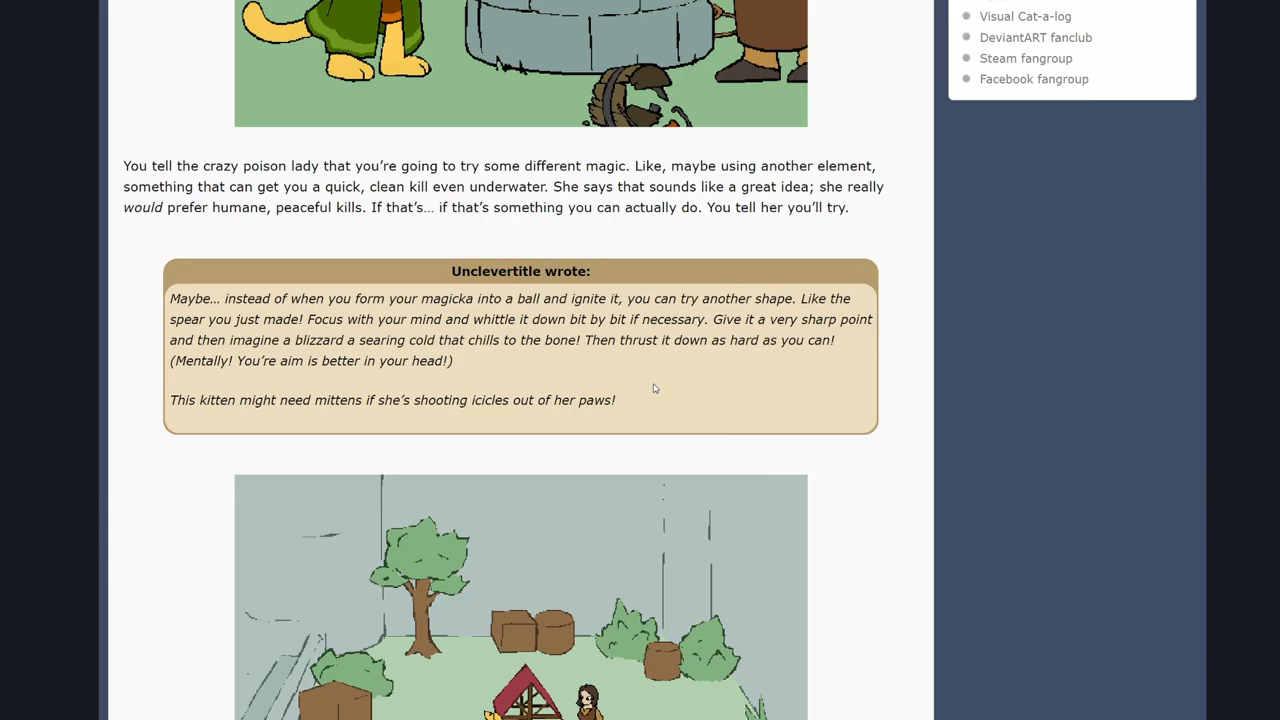 Visual Cat-a-log
DeviantART fanclub
Steam fangroup
Facebook fangroup
You tell the crazy poison lady that you’re going to try some different magic. Like, maybe using another element,
something that can get you a quick, clean kill even underwater. She says that sounds like a great idea; she really
would prefer humane, peaceful kills. If that’s… if that’s something you can actually do. You tell her you’ll try.
Unclevertitle wrote:
Maybe… instead of when you form your magicka into a ball and ignite it, you can try another shape. Like the
spear you just made! Focus with your mind and whittle it down bit by bit if necessary. Give it a very sharp point
and then imagine a blizzard a searing cold that chills to the bone! Then thrust it down as hard as you can!
(Mentally! You’re aim is better in your head!)
This kitten might need mittens if she’s shooting icicles out of her paws!